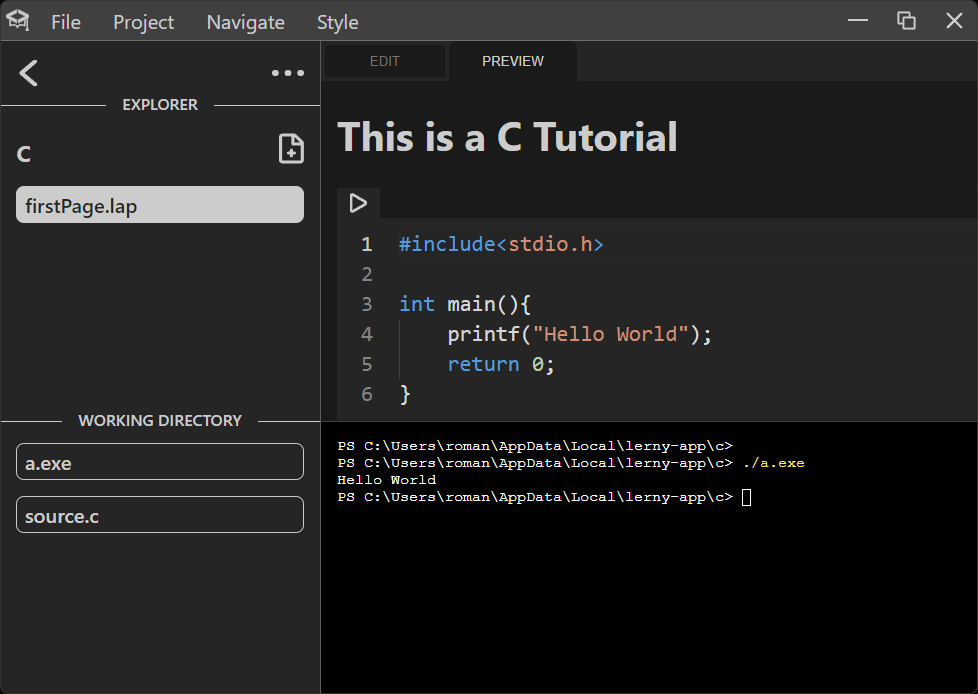 File Project Navigate Style
EXPLORER
C
firstPage.lap
WORKING DIRECTORY
a.exe
source.c
EDIT PREVIEW
This is a C Tutorial
1 #include<stdio.h>
2
3 int main(){
4     printf("Hello World");
5     return 0;
6 }
PS C:\Users\roman\AppData\Local\lerny-app\c>
PS C:\Users\roman\AppData\Local\lerny-app\c> ./a.exe
Hello World
PS C:\Users\roman\AppData\Local\lerny-app\c>